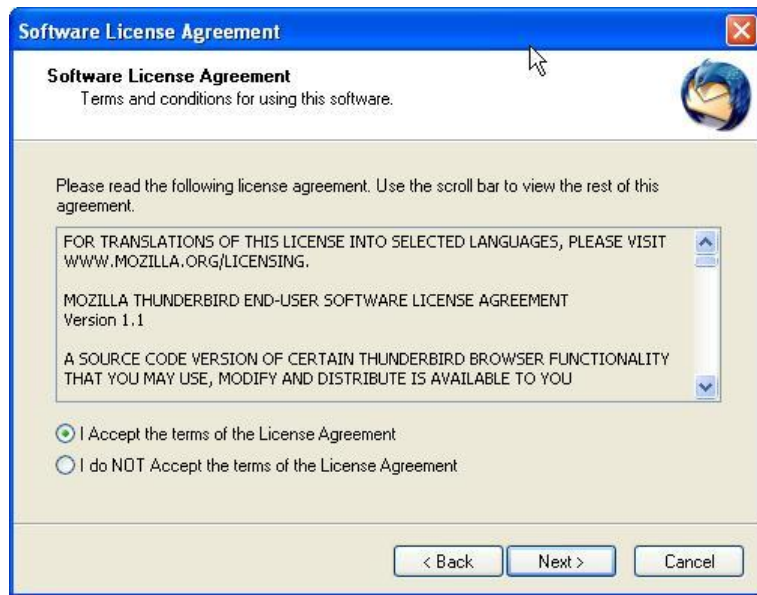 Software License Agreement
Software License Agreement
Terms and conditions for using this software.
Please read the following license agreement. Use the scroll bar to view the rest of this
agreement.
FOR TRANSLATIONS OF THIS LICENSE INTO SELECTED LANGUAGES, PLEASE VISIT
WWW.MOZILLA.ORG/LICENSING.
MOZILLA THUNDERBIRD END-USER SOFTWARE LICENSE AGREEMENT
Version 1.1
A SOURCE CODE VERSION OF CERTAIN THUNDERBIRD BROWSER FUNCTIONALITY
THAT YOU MAY USE, MODIFY AND DISTRIBUTE IS AVAILABLE TO YOU
I Accept the terms of the License Agreement
I do NOT Accept the terms of the License Agreement
< Back Next > Cancel